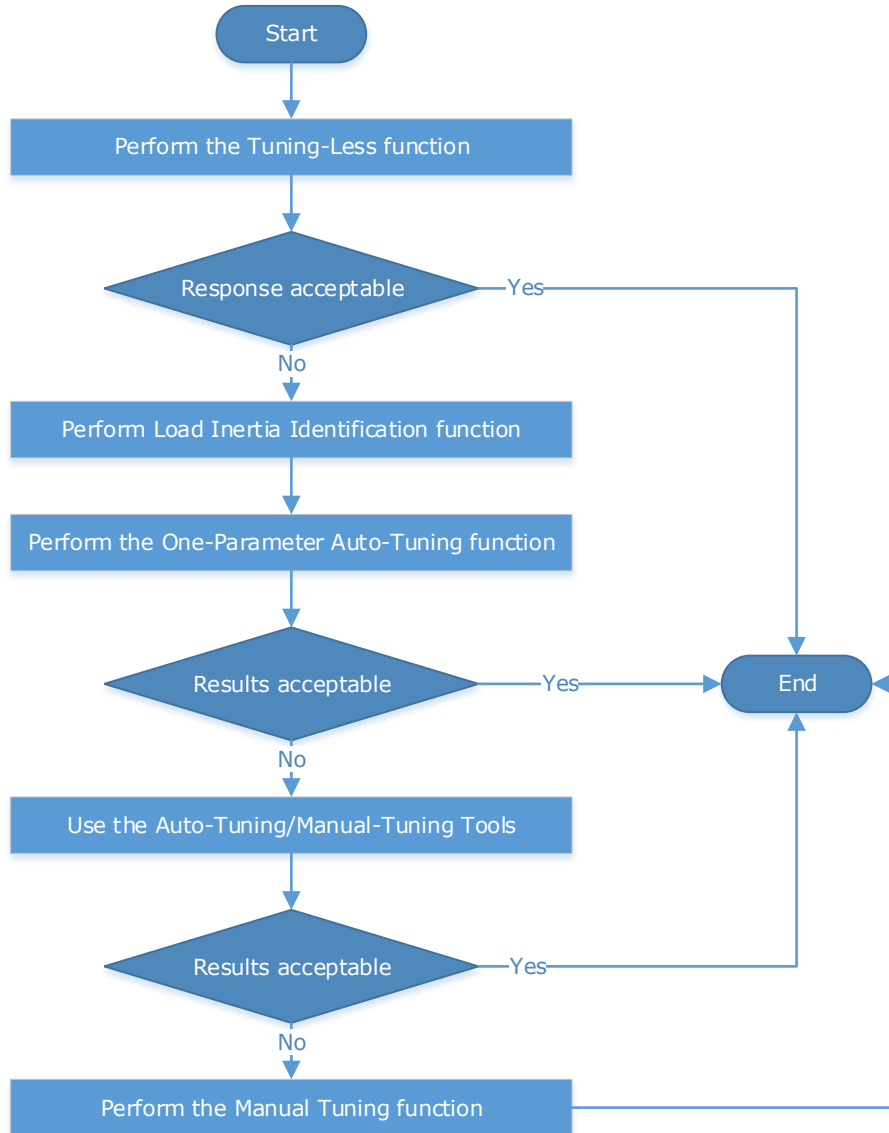 Start
Perform the Tuning-Less function
Response acceptable
Yes
No
Perform Load Inertia Identification function
Perform the One-Parameter Auto-Tuning function
Results acceptable
Yes
End
No
Use the Auto-Tuning/Manual-Tuning Tools
Results acceptable
Yes
No
Perform the Manual Tuning function